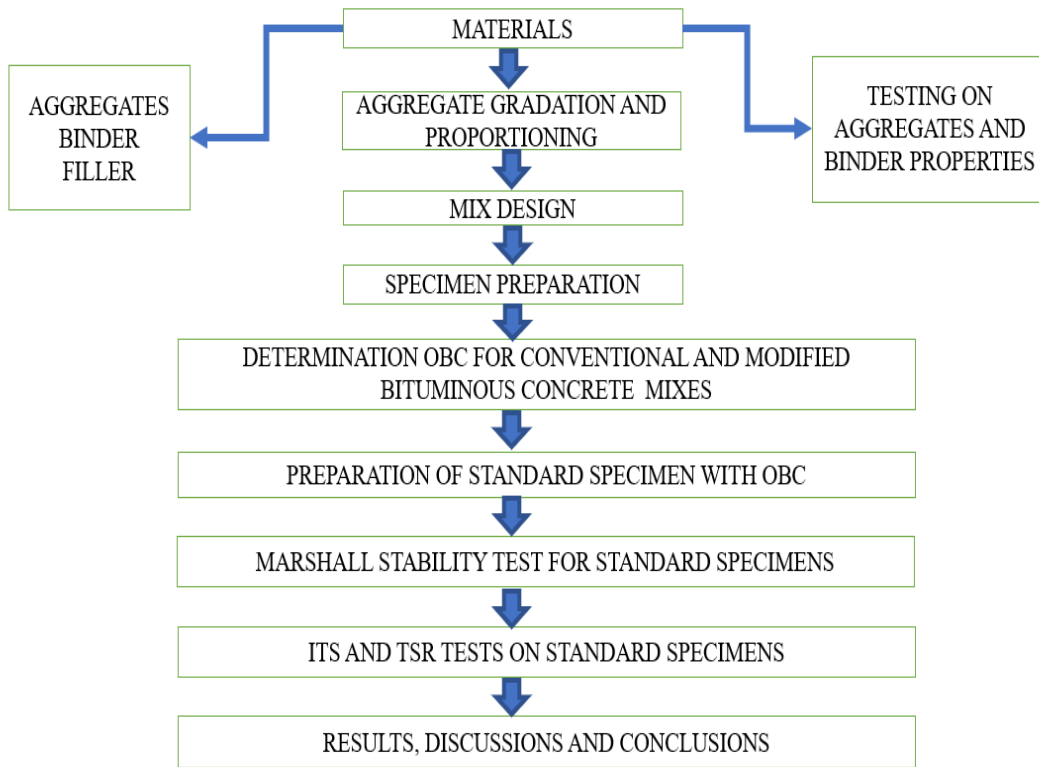 MATERIALS
AGGREGATES
BINDER
FILLER
TESTING ON
AGGREGATES AND
BINDER PROPERTIES
AGGREGATE GRADATION AND
PROPORTIONING
MIX DESIGN
SPECIMEN PREPARATION
DETERMINATION OBC FOR CONVENTIONAL AND MODIFIED
BITUMINOUS CONCRETE MIXES
PREPARATION OF STANDARD SPECIMEN WITH OBC
MARSHALL STABILITY TEST FOR STANDARD SPECIMENS
ITS AND TSR TESTS ON STANDARD SPECIMENS
RESULTS, DISCUSSIONS AND CONCLUSIONS